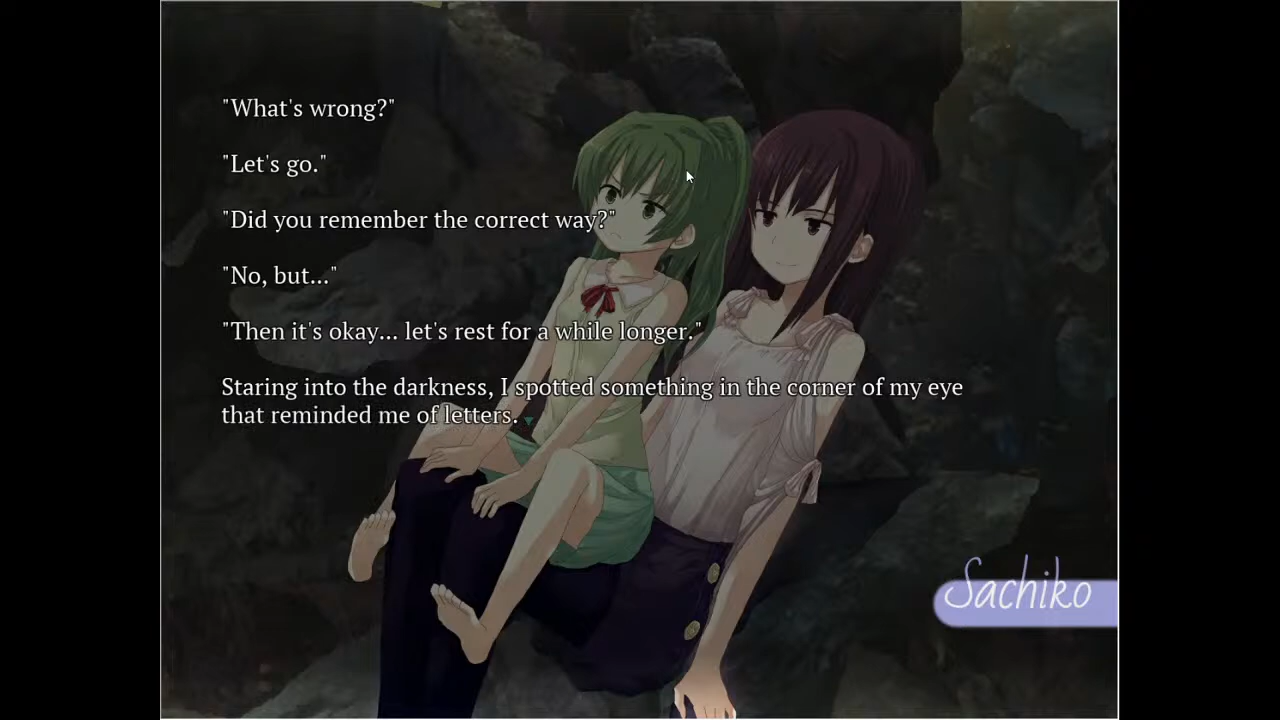 "What's wrong?"
"Let's go."
"Did you remember the correct way?"
"No, but..."
"Then it's okay... let's rest for a while longer."
Staring into the darkness, I spotted something in the corner of my eye
that reminded me of letters.
Sachiko